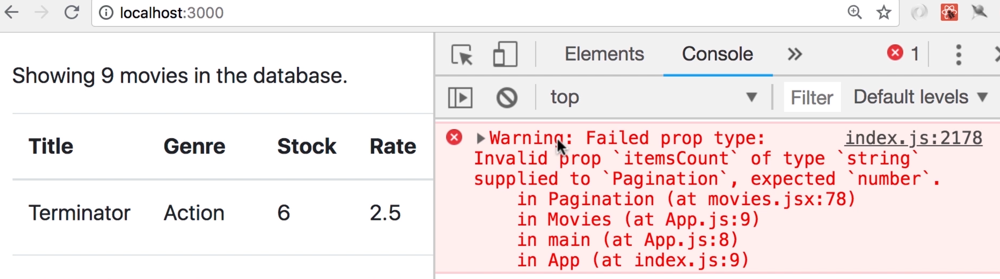 localhost:3000
Elements Console 1
top Filter Default levels
Showing 9 movies in the database.
Title Genre Stock Rate
Terminator Action 6 2.5
Warning: Failed prop type: index.js:2178
Invalid prop `itemsCount` of type `string`
supplied to `Pagination`, expected `number`.
in Pagination (at movies.jsx:78)
in Movies (at App.js:9)
in main (at App.js:8)
in App (at index.js:9)